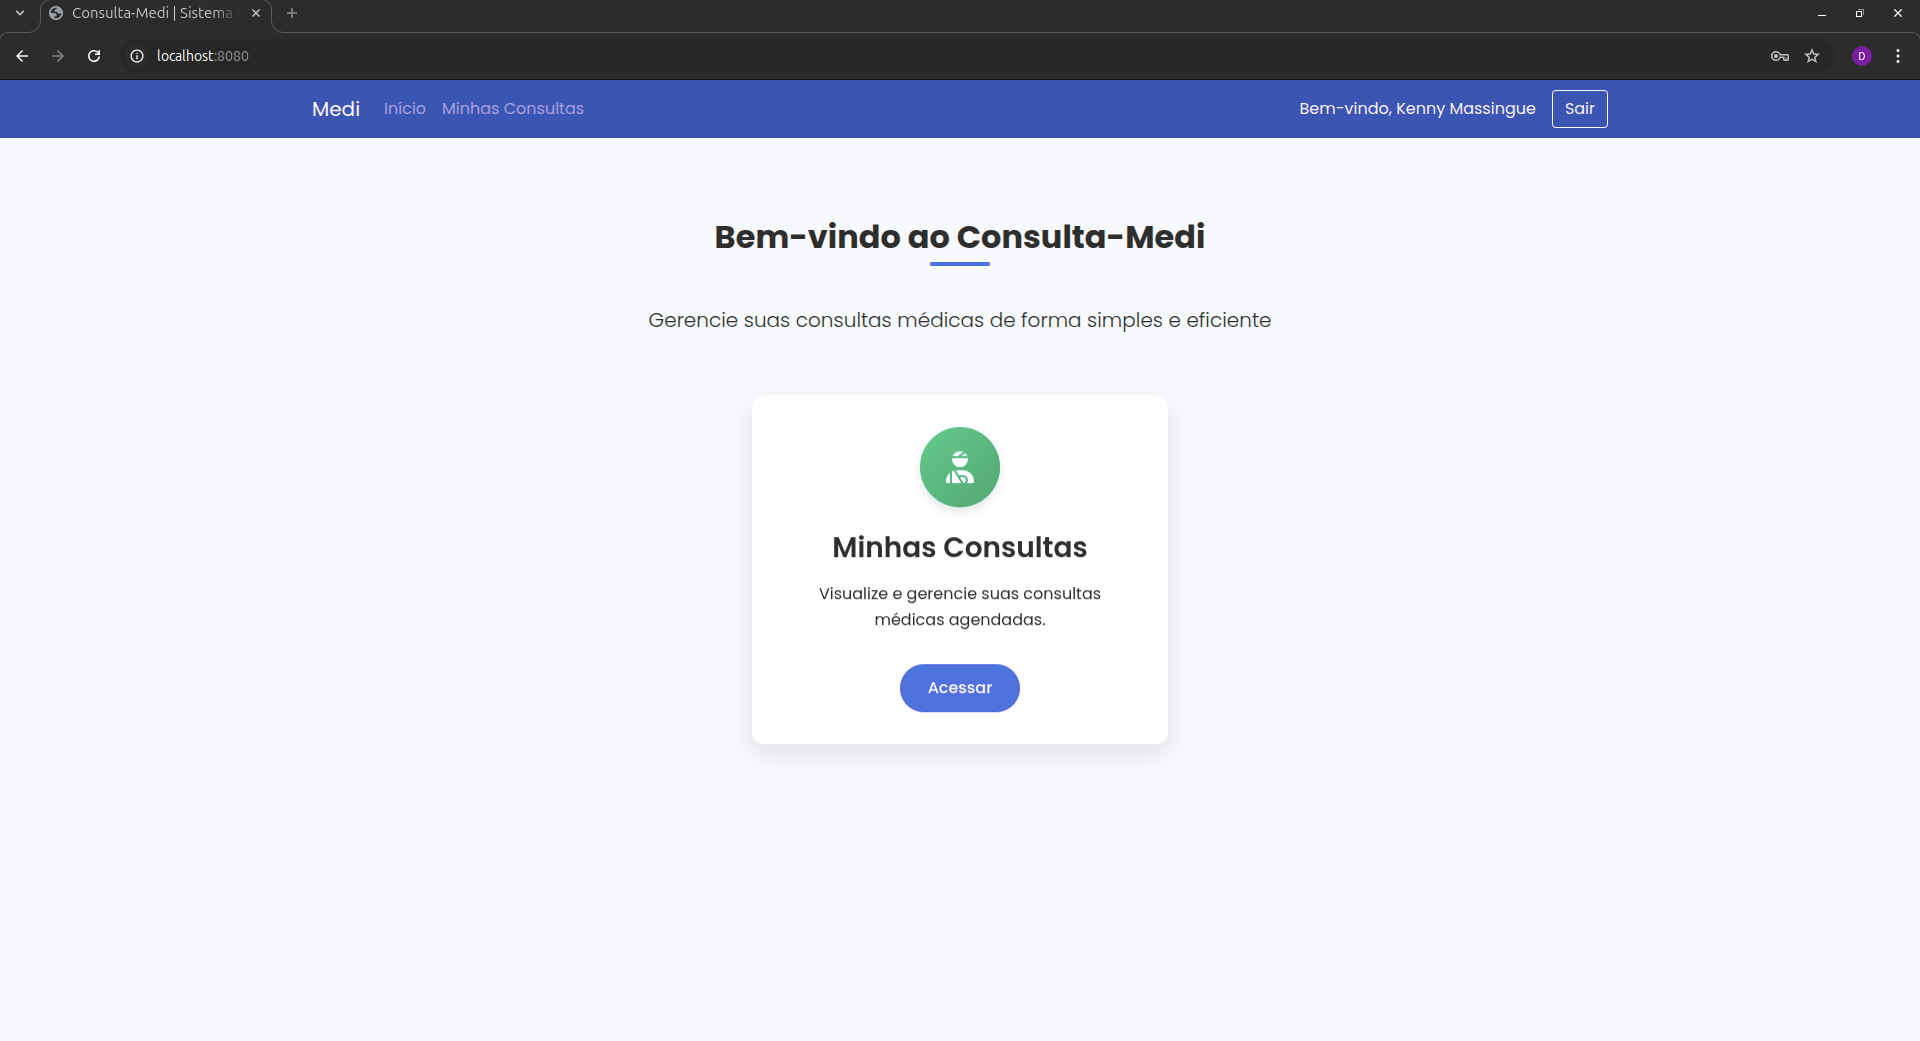 Consulta-Medi | Sistema
localhost:8080
D
Medi Início Minhas Consultas Bem-vindo, Kenny Massingue Sair
Bem-vindo ao Consulta-Medi
Gerencie suas consultas médicas de forma simples e eficiente
Minhas Consultas
Visualize e gerencie suas consultas
médicas agendadas.
Acessar